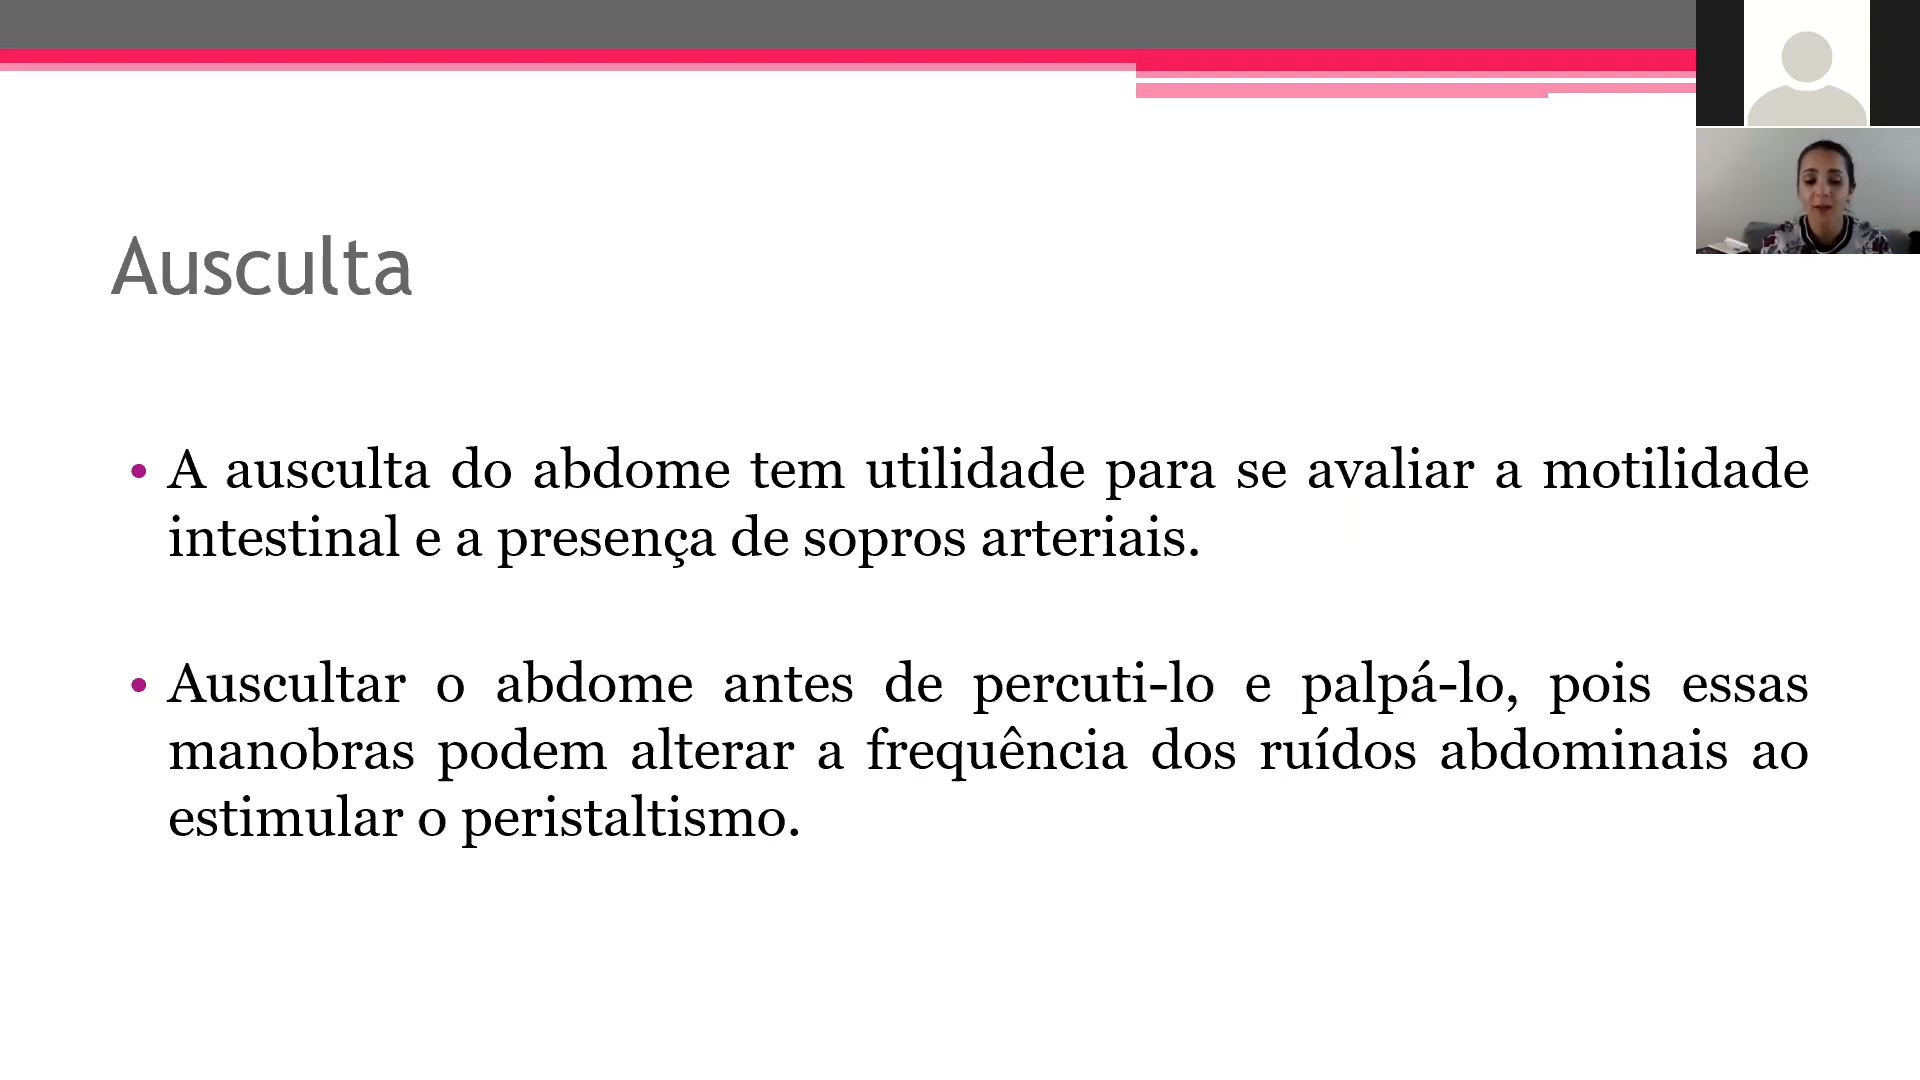 Ausculta
• A ausculta do abdome tem utilidade para se avaliar a motilidade
intestinal e a presença de sopros arteriais.
• Auscultar o abdome antes de percuti-lo e palpá-lo, pois essas
manobras podem alterar a frequência dos ruídos abdominais ao
estimular o peristaltismo.